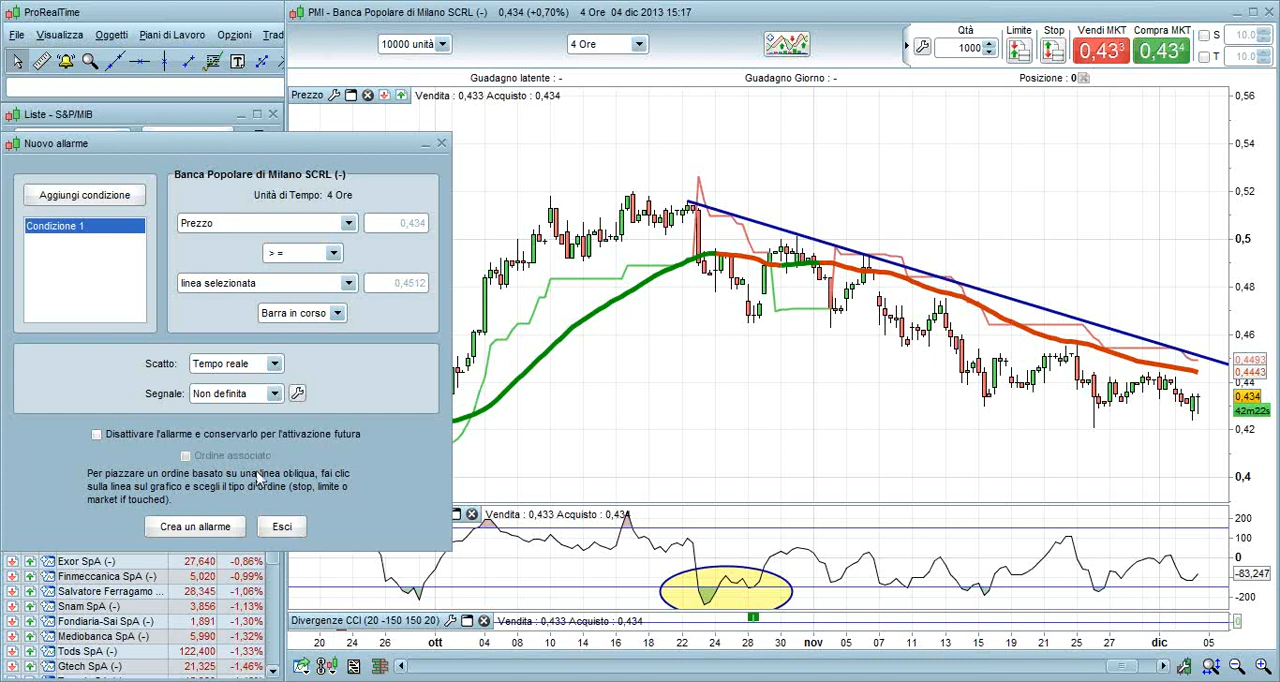 ProRealTime
File Visualizza Oggetti Piani di Lavoro Opzioni Trad
Liste - S&P/MIB
PMI - Banca Popolare di Milano SCRL (-) 0,434 (+0,70%) 4 Ore 04 dic 2013 15:17
10000 unità
4 Ore
Qtà
1000
Limite
Stop
Vendi MKT
0,43³
Compra MKT
0,43⁴
S
10.0
T
10.0
Guadagno latente : -
Guadagno Giorno : -
Posizione : 0
Prezzo
Vendita : 0,433 Acquisto : 0,434
Nuovo allarme
Aggiungi condizione
Condizione 1
Banca Popolare di Milano SCRL (-)
Unità di Tempo: 4 Ore
Prezzo
0,434
> =
linea selezionata
0,4512
Barra in corso
Scatto: Tempo reale
Segnale: Non definita
Disattivare l'allarme e conservarlo per l'attivazione futura
Ordine associato
Per piazzare un ordine basato su una linea obliqua, fai clic
sulla linea sul grafico e scegli il tipo di ordine (stop, limite o
market if touched).
Crea un allarme
Esci
0,56
0,54
0,52
0,5
0,48
0,46
0,4493
0,4443
0,44
0,434
42m22s
0,42
0,4
Vendita : 0,433 Acquisto : 0,434
200
100
0
-83,247
-200
Exor SpA (-) 27,640 -0,86%
Finmeccanica SpA (-) 5,020 -0,99%
Salvatore Ferragamo ... 28,345 -1,06%
Snam SpA (-) 3,856 -1,13%
Fondiaria-Sai SpA (-) 1,891 -1,30%
Mediobanca SpA (-) 5,990 -1,32%
Tods SpA (-) 122,400 -1,33%
Gtech SpA (-) 21,325 -1,46%
Divergenze CCI (20 -150 150 20)
Vendita : 0,433 Acquisto : 0,434
1
0
20 24 26 ott 04 08 10 14 16 18 22 24 28 30 nov 05 07 11 13 15 19 21 25 27 dic 05